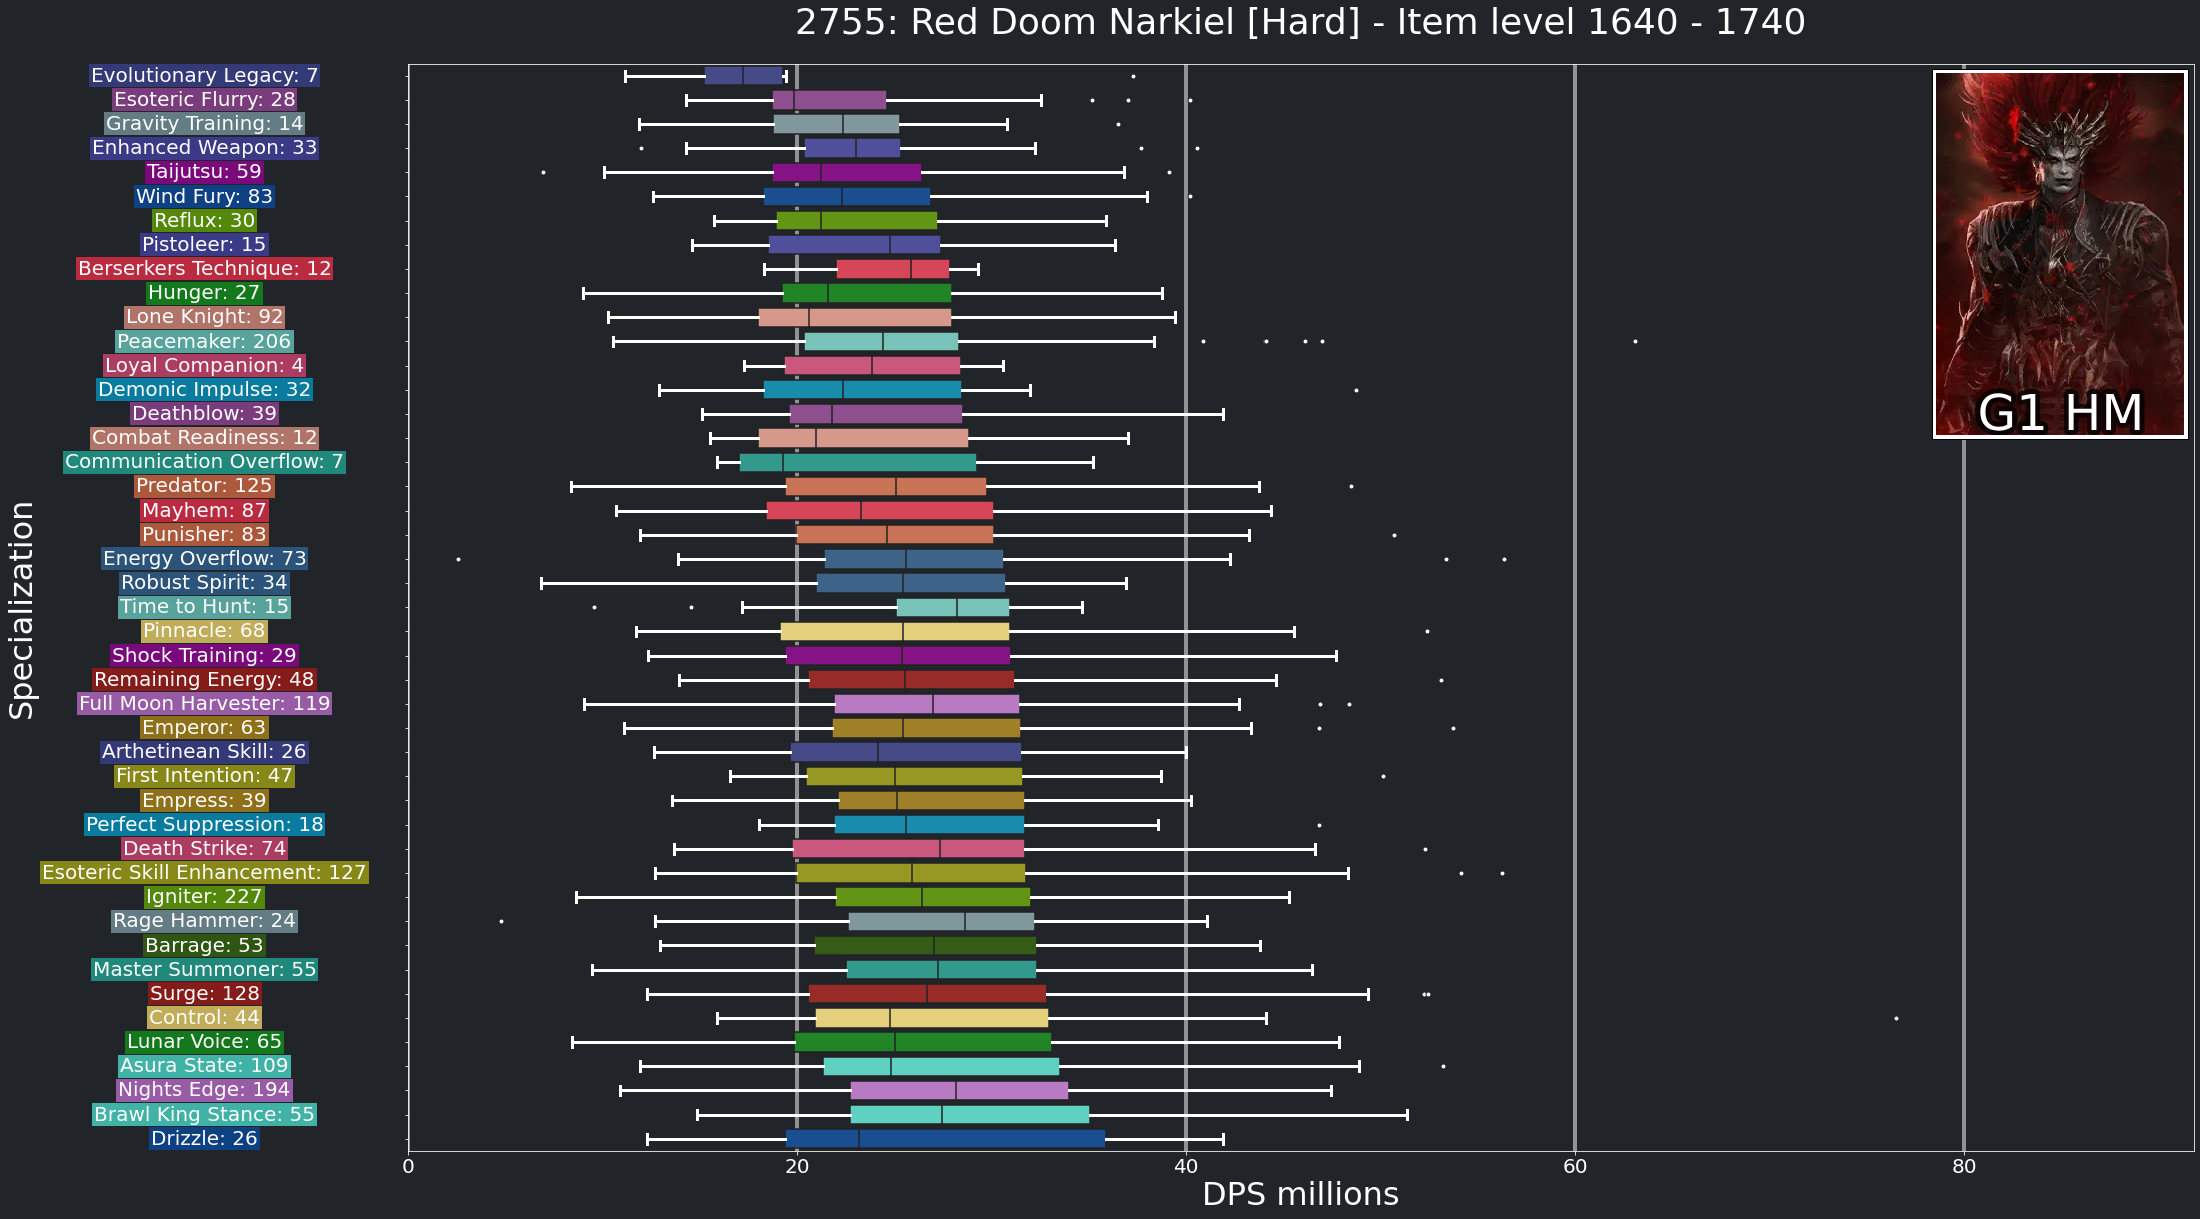 2755: Red Doom Narkiel [Hard] - Item level 1640 - 1740
Evolutionary Legacy: 7
Esoteric Flurry: 28
Gravity Training: 14
Enhanced Weapon: 33
Taijutsu: 59
Wind Fury: 83
Reflux: 30
Pistoleer: 15
Berserkers Technique: 12
Hunger: 27
Lone Knight: 92
Peacemaker: 206
Loyal Companion: 4
Demonic Impulse: 32
Deathblow: 39
Combat Readiness: 12
Communication Overflow: 7
Predator: 125
Mayhem: 87
Punisher: 83
Energy Overflow: 73
Robust Spirit: 34
Time to Hunt: 15
Pinnacle: 68
Shock Training: 29
Remaining Energy: 48
Full Moon Harvester: 119
Emperor: 63
Arthetinean Skill: 26
First Intention: 47
Empress: 39
Perfect Suppression: 18
Death Strike: 74
Esoteric Skill Enhancement: 127
Igniter: 227
Rage Hammer: 24
Barrage: 53
Master Summoner: 55
Surge: 128
Control: 44
Lunar Voice: 65
Asura State: 109
Nights Edge: 194
Brawl King Stance: 55
Drizzle: 26
Specialization
G1 HM
0 20 40 60 80
DPS millions